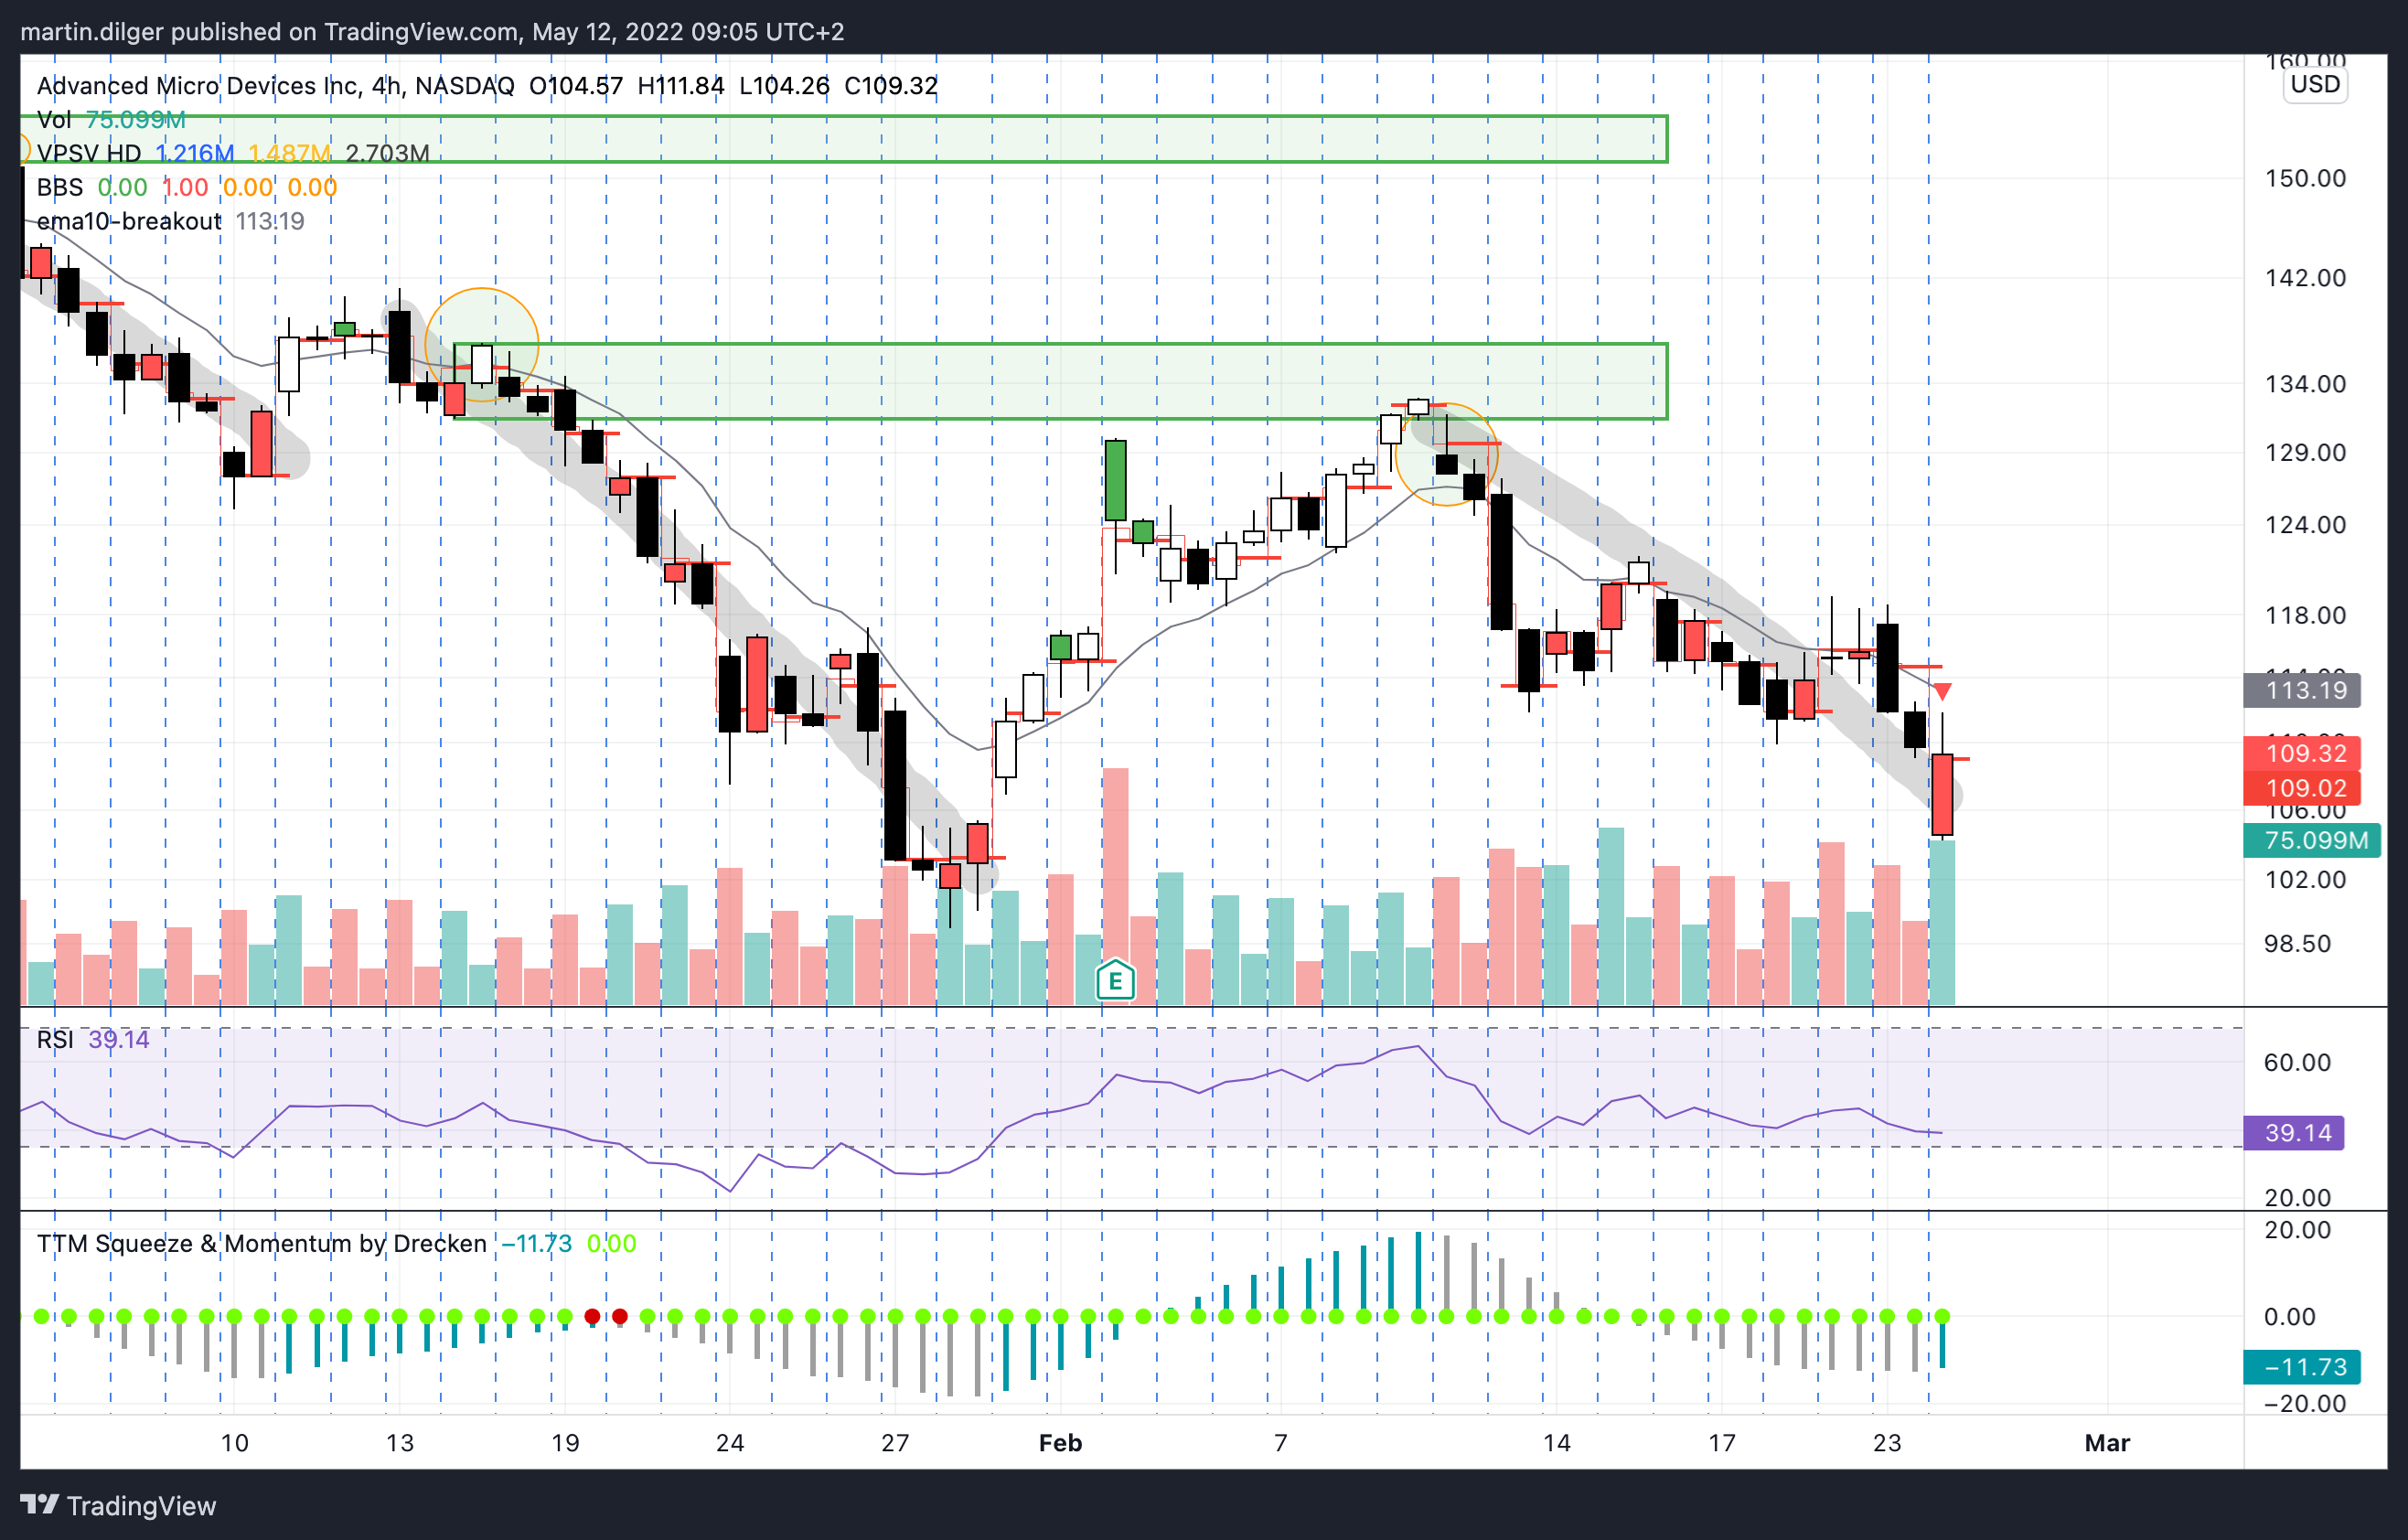 martin.dilger published on TradingView.com, May 12, 2022 09:05 UTC+2
Advanced Micro Devices Inc, 4h, NASDAQ O104.57 H111.84 L104.26 C109.32
Vol 75.099M
VPSV HD 1.216M 1.487M 2.703M
BBS 0.00 1.00 0.00 0.00
ema10-breakout 113.19
160.00
USD
150.00
142.00
134.00
129.00
124.00
118.00
114.00
113.19
109.32
109.02
106.00
75.099M
102.00
98.50
E
RSI 39.14
60.00
39.14
20.00
TTM Squeeze & Momentum by Drecken −11.73 0.00
20.00
0.00
−11.73
−20.00
10 13 19 24 27 Feb 7 14 17 23 Mar
TradingView